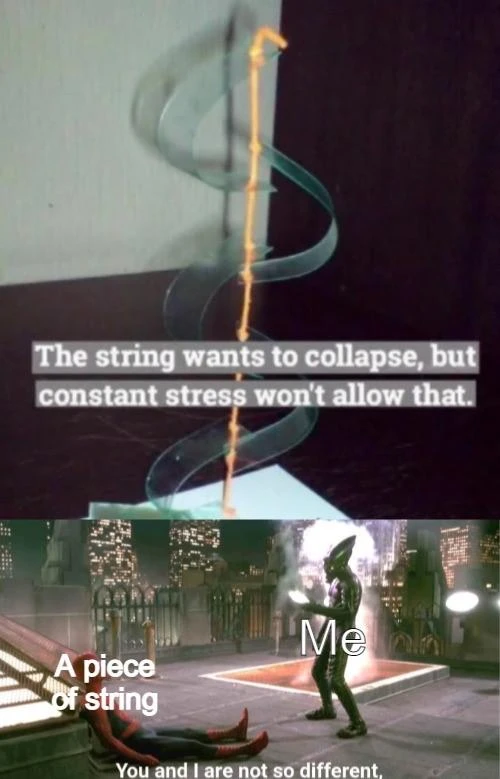 The string wants to collapse, but
constant stress won't allow that.
Me
A piece
of string
You and I are not so different,